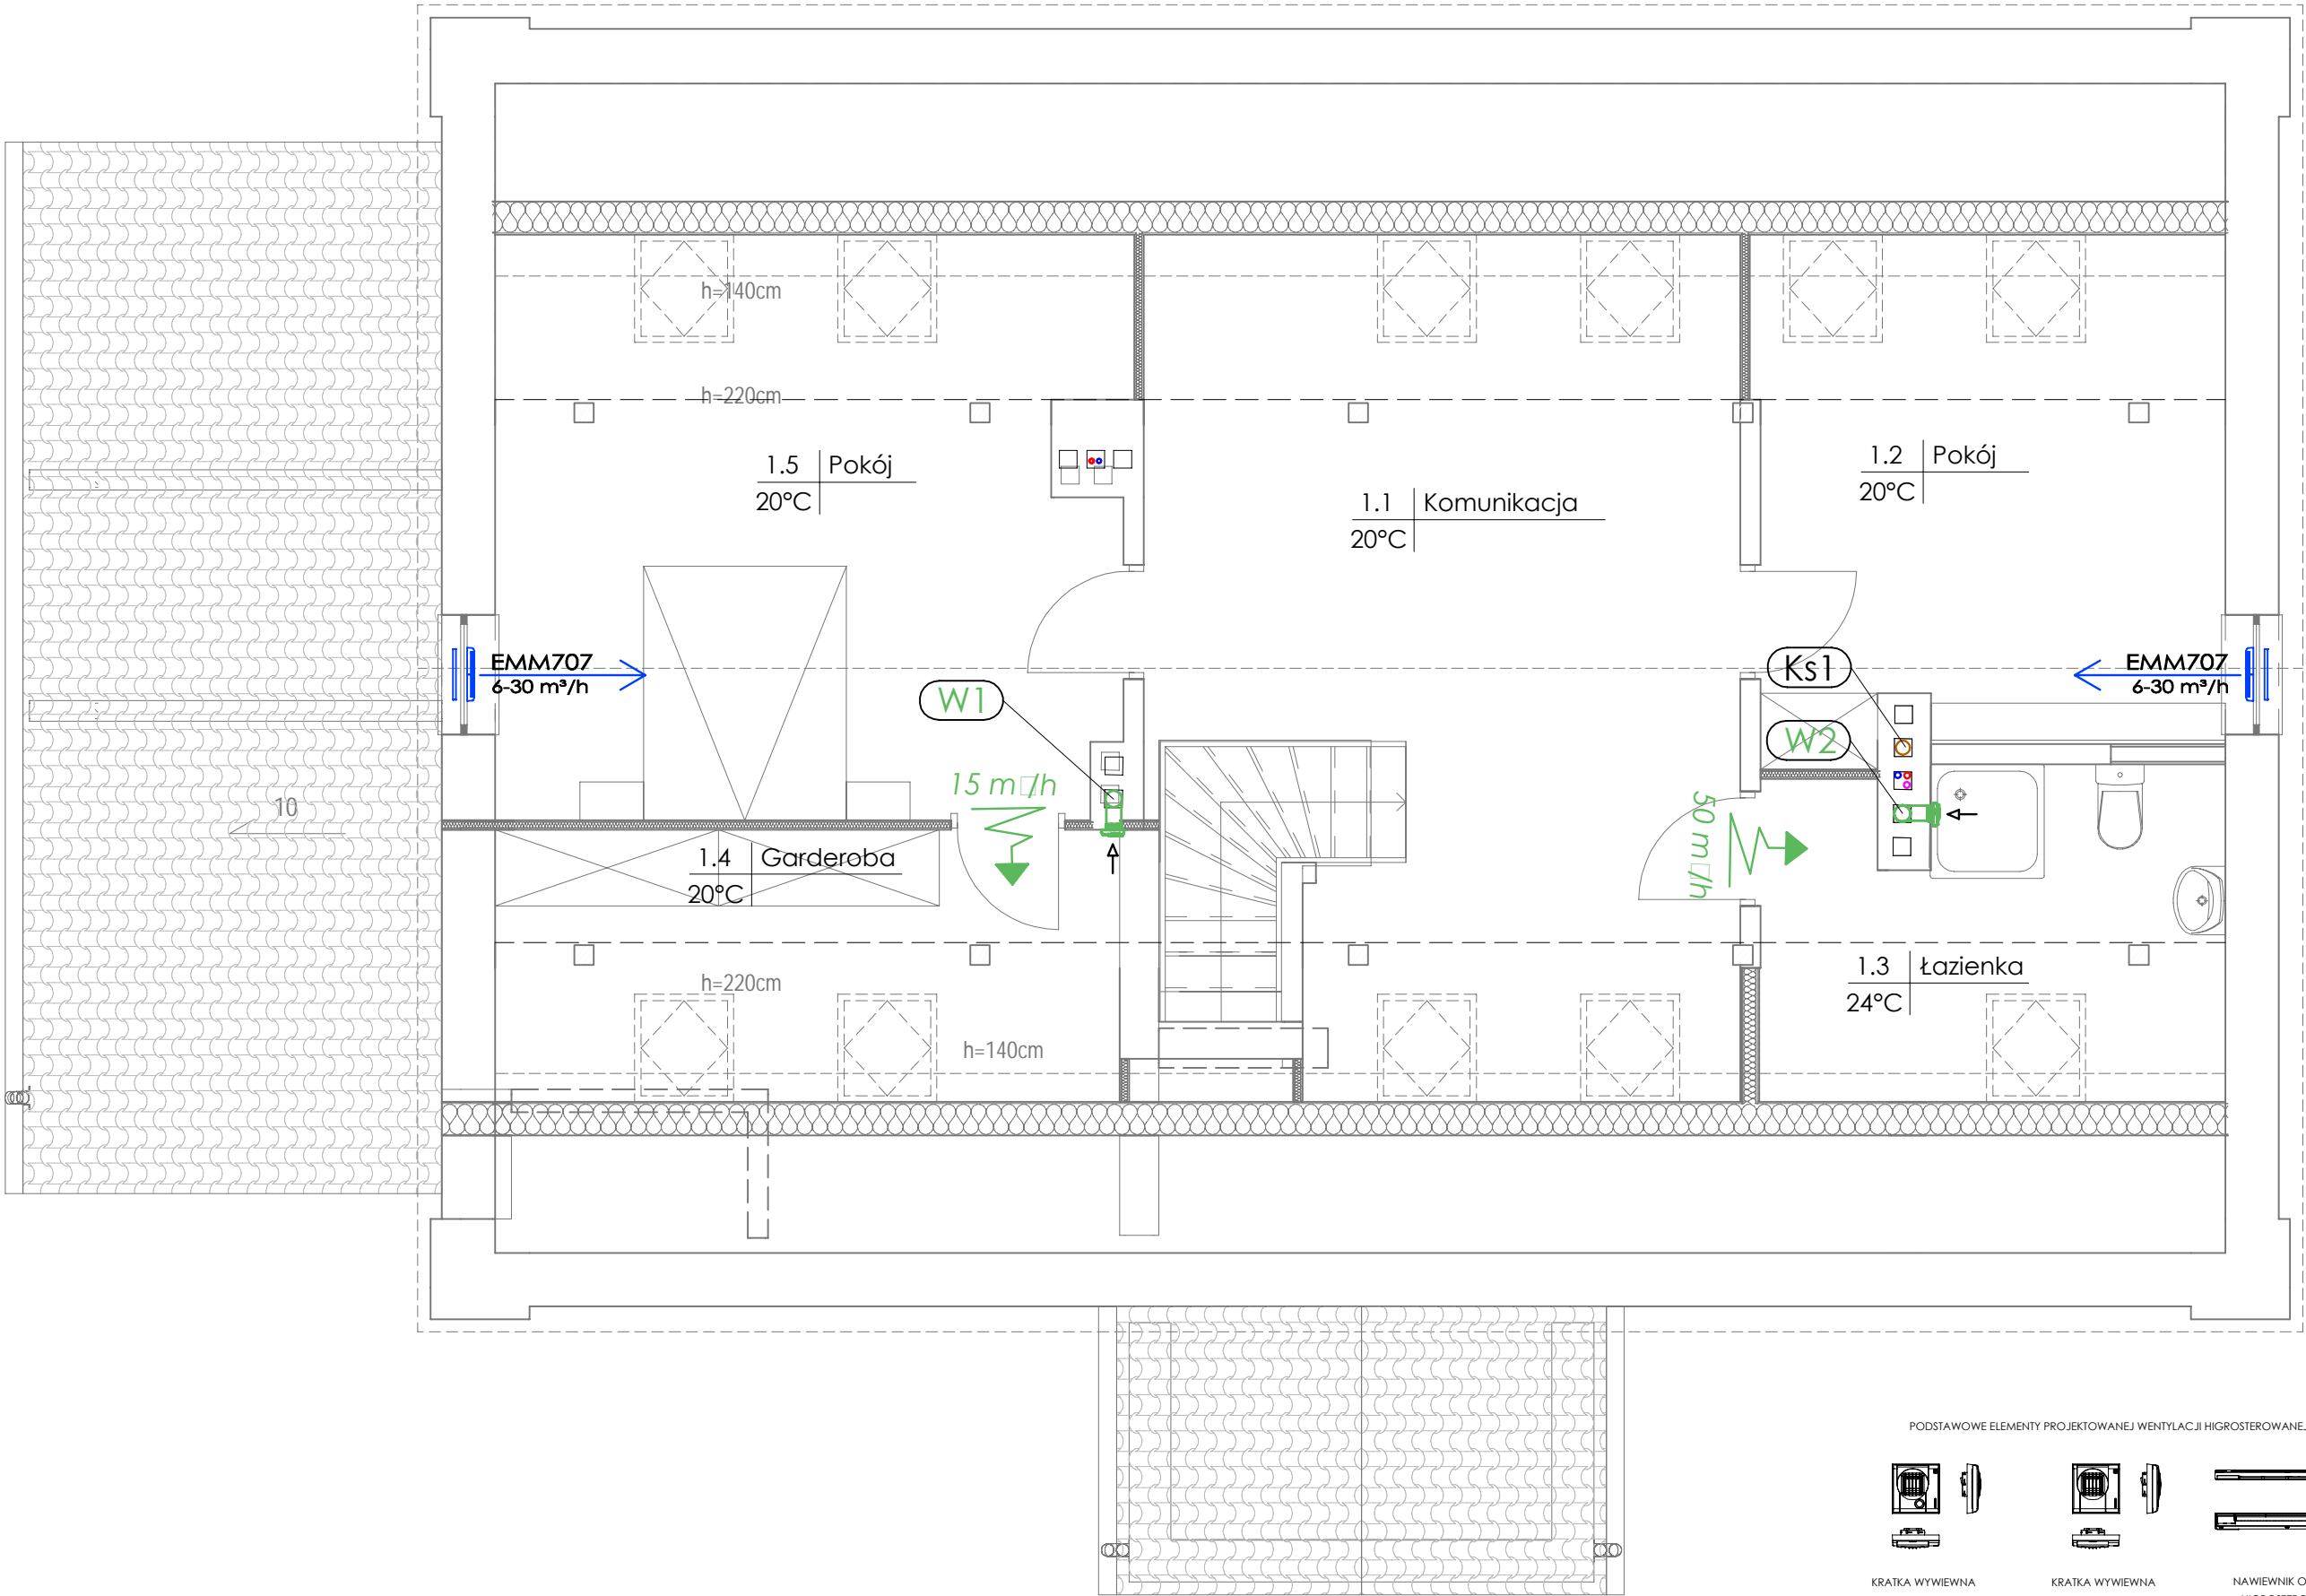 h=140cm
h=220cm
1.5 Pokój
20°C
1.2 Pokój
20°C
1.1 Komunikacja
20°C
EMM707
6-30 m³/h
Ks1
EMM707
6-30 m³/h
W1
W2
15 m□/h
50 m□/h
10
1.4 Garderoba
20°C
1.3 Łazienka
24°C
h=220cm
h=140cm
PODSTAWOWE ELEMENTY PROJEKTOWANEJ WENTYLACJI HIGROSTEROWANEJ
KRATKA WYWIEWNA
KRATKA WYWIEWNA
NAWIEWNIK O